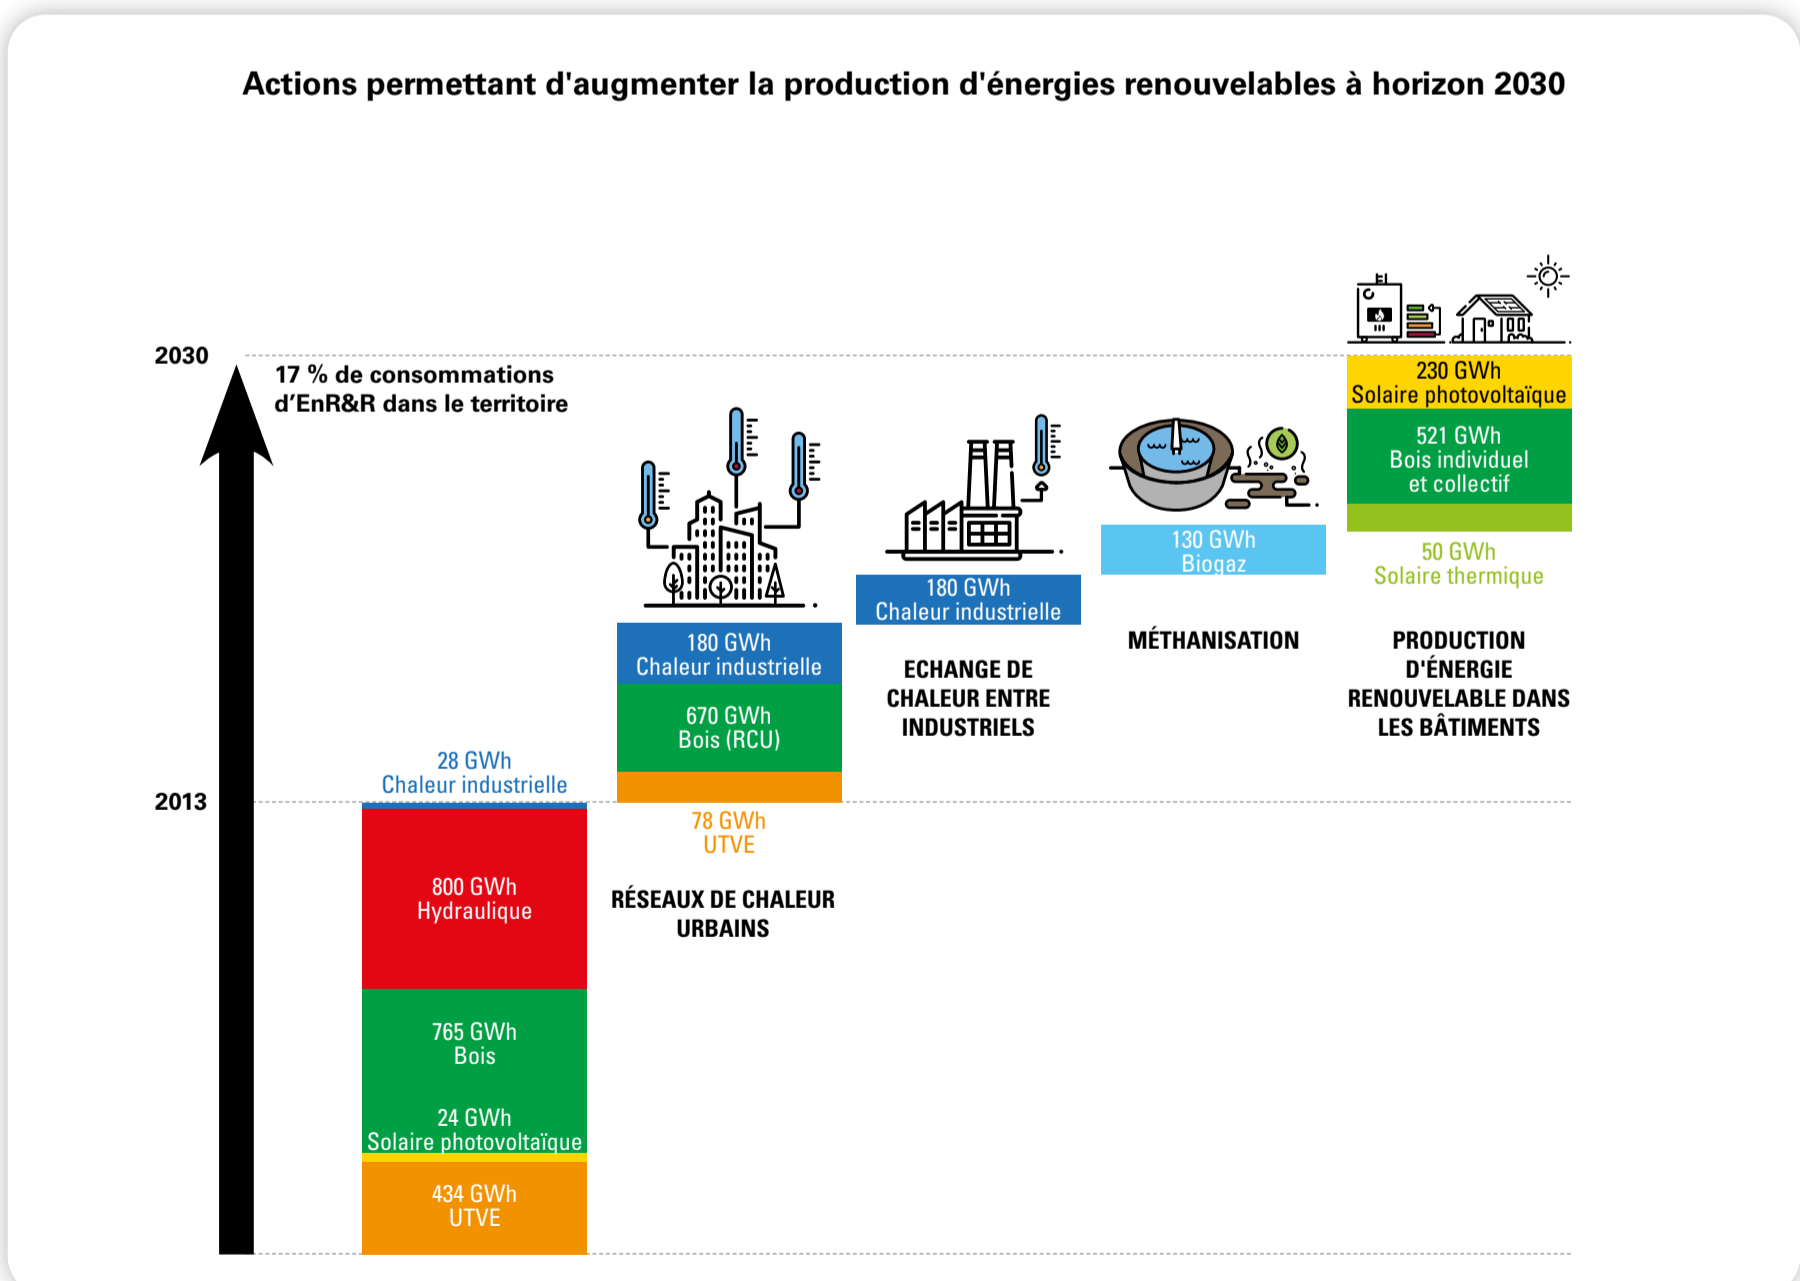 Actions permettant d'augmenter la production d'énergies renouvelables à horizon 2030
2030
17 % de consommations
d’EnR&R dans le territoire
230 GWh
Solaire photovoltaïque
521 GWh
Bois individuel
et collectif
50 GWh
Solaire thermique
PRODUCTION
D'ÉNERGIE
RENOUVELABLE DANS
LES BÂTIMENTS
130 GWh
Biogaz
MÉTHANISATION
180 GWh
Chaleur industrielle
ECHANGE DE
CHALEUR ENTRE
INDUSTRIELS
180 GWh
Chaleur industrielle
670 GWh
Bois (RCU)
78 GWh
UTVE
RÉSEAUX DE CHALEUR
URBAINS
2013
28 GWh
Chaleur industrielle
800 GWh
Hydraulique
765 GWh
Bois
24 GWh
Solaire photovoltaïque
434 GWh
UTVE